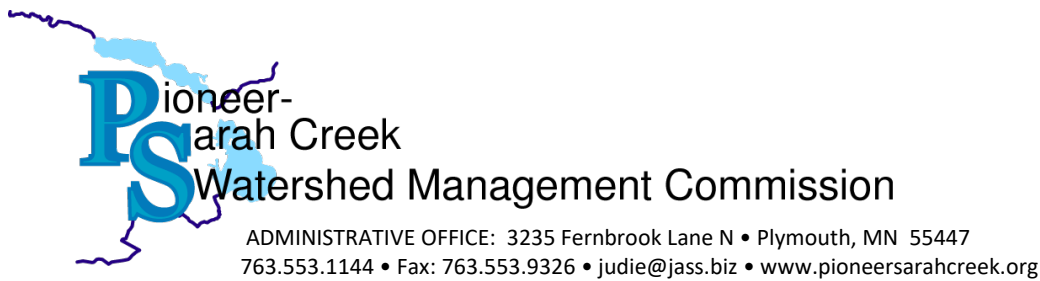 Pioneer-
Sarah Creek
Watershed Management Commission
ADMINISTRATIVE OFFICE: 3235 Fernbrook Lane N • Plymouth, MN 55447
763.553.1144 • Fax: 763.553.9326 • judie@jass.biz • www.pioneersarahcreek.org